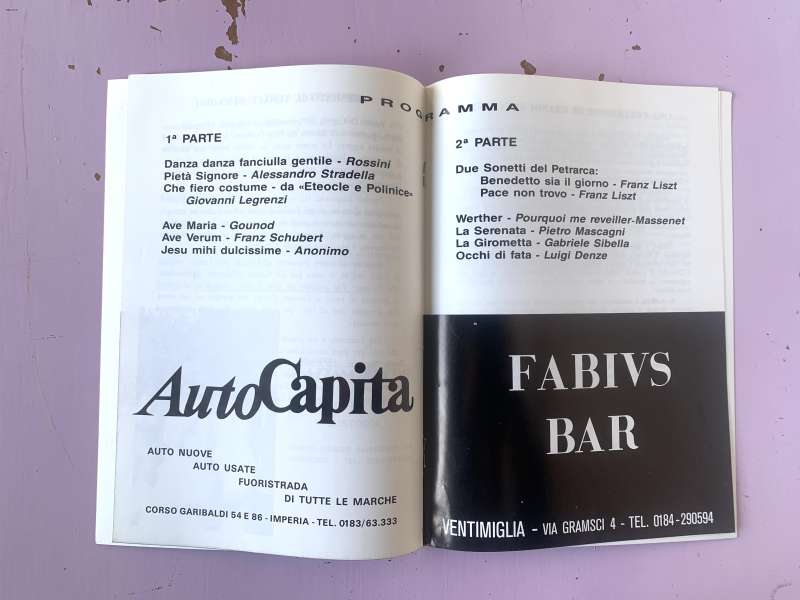 PROGRAMMA
1ª PARTE
Danza danza fanciulla gentile - Rossini
Pietà Signore - Alessandro Stradella
Che fiero costume - da «Eteocle e Polinice»
Giovanni Legrenzi
Ave Maria - Gounod
Ave Verum - Franz Schubert
Jesu mihi dulcissime - Anonimo
AutoCapita
AUTO NUOVE
AUTO USATE
FUORISTRADA
DI TUTTE LE MARCHE
CORSO GARIBALDI 54 E 86 - IMPERIA - TEL. 0183/63.333
2ª PARTE
Due Sonetti del Petrarca:
Benedetto sia il giorno - Franz Liszt
Pace non trovo - Franz Liszt
Werther - Pourquoi me reveiller-Massenet
La Serenata - Pietro Mascagni
La Girometta - Gabriele Sibella
Occhi di fata - Luigi Denze
FABIVS
BAR
VENTIMIGLIA - VIA GRAMSCI 4 - TEL. 0184-290594